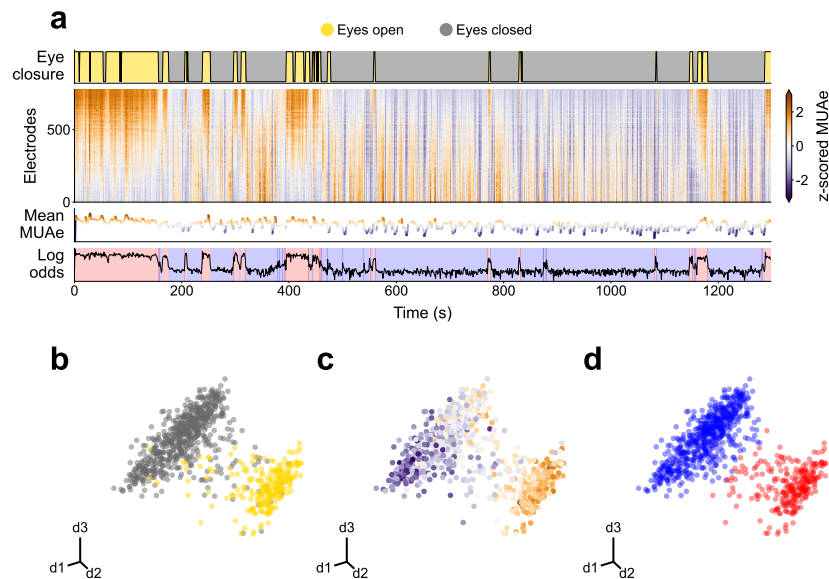 a
Eyes open
Eyes closed
Eye
closure
Electrodes
500
0
2
0
−2
z-scored MUAe
Mean
MUAe
Log
odds
0
200
400
600
800
1000
1200
Time (s)
b
c
d
d3
d1
d2
d3
d1
d2
d3
d1
d2